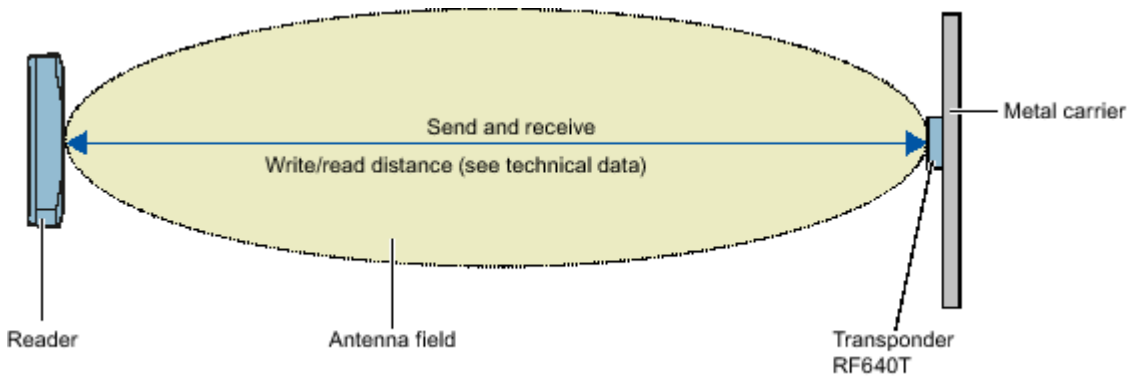 Send and receive
Write/read distance (see technical data)
Metal carrier
Reader
Antenna field
Transponder
RF640T